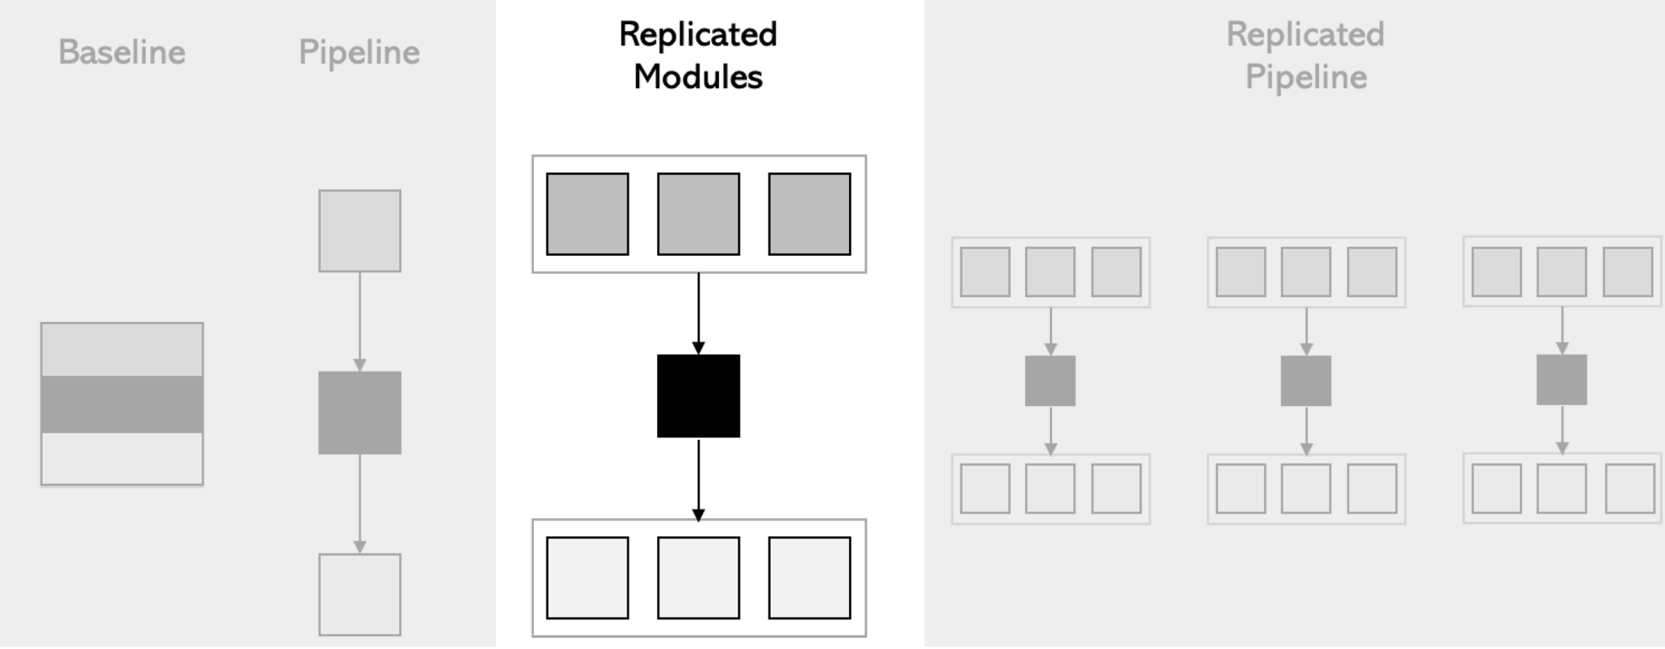 Baseline
Pipeline
Replicated
Modules
Replicated
Pipeline